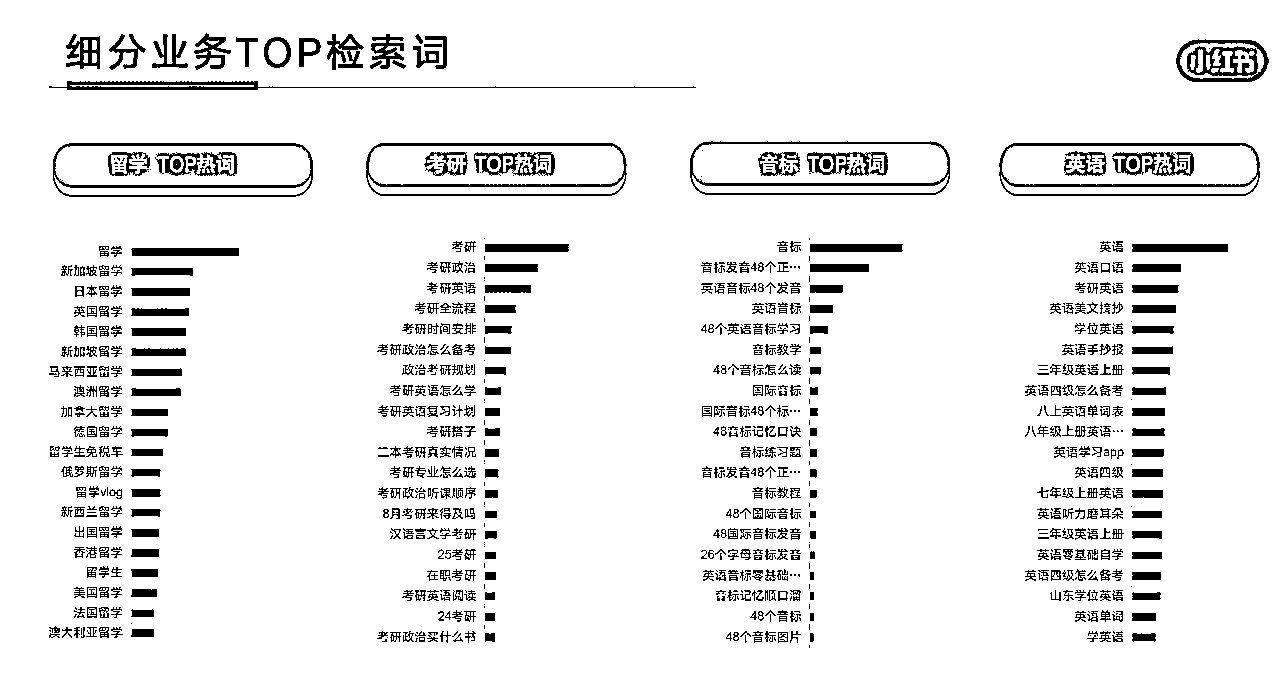 细分业务TOP检索词
小红书
留学 TOP热词
留学
新加坡留学
日本留学
英国留学
韩国留学
新加坡留学
马来西亚留学
澳洲留学
加拿大留学
德国留学
留学生免税车
俄罗斯留学
留学vlog
新西兰留学
出国留学
香港留学
留学生
美国留学
法国留学
澳大利亚留学
考研 TOP热词
考研
考研政治
考研英语
考研全流程
考研时间安排
考研政治怎么备考
政治考研规划
考研英语怎么学
考研英语复习计划
考研搭子
二本考研真实情况
考研专业怎么选
考研政治听课顺序
8月考研来得及吗
汉语言文学考研
25考研
在职考研
考研英语阅读
24考研
考研政治买什么书
音标 TOP热词
音标
音标发音48个正…
英语音标48个发音
英语音标
48个英语音标学习
音标教学
48个音标怎么读
国际音标
国际音标48个标…
48音标记忆口诀
音标练习题
音标发音48个正…
音标教程
48个国际音标
48国际音标发音
26个字母音标发音
英语音标零基础…
音标记忆顺口溜
48个音标
48个音标图片
英语 TOP热词
英语
英语口语
考研英语
英语美文摘抄
学位英语
英语手抄报
三年级英语上册
英语四级怎么备考
八上英语单词表
八年级上册英语…
英语学习app
英语四级
七年级上册英语
英语听力磨耳朵
三年级英语上册
英语零基础自学
英语四级怎么备考
山东学位英语
英语单词
学英语